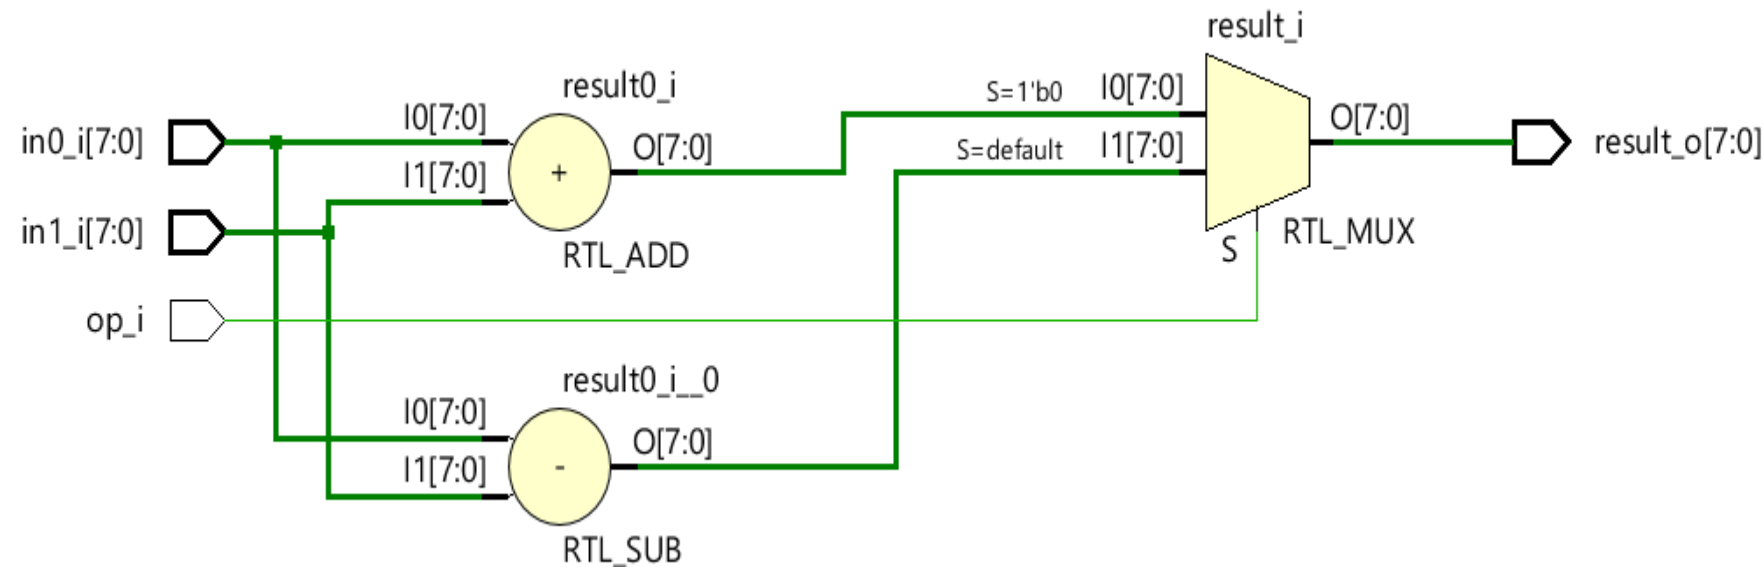 result_i
result0_i
S=1'b0
I0[7:0]
I0[7:0]
O[7:0]
in0_i[7:0]
O[7:0]
S=default
I1[7:0]
result_o[7:0]
I1[7:0]
+
in1_i[7:0]
S
RTL_MUX
RTL_ADD
op_i
result0_i__0
I0[7:0]
O[7:0]
I1[7:0]
-
RTL_SUB